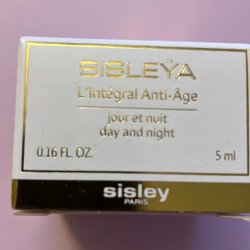 SISLEYA
L'Intégral Anti-Âge
jour et nuit
day and night
0.16 FL. OZ. 5 ml
sisley
PARIS